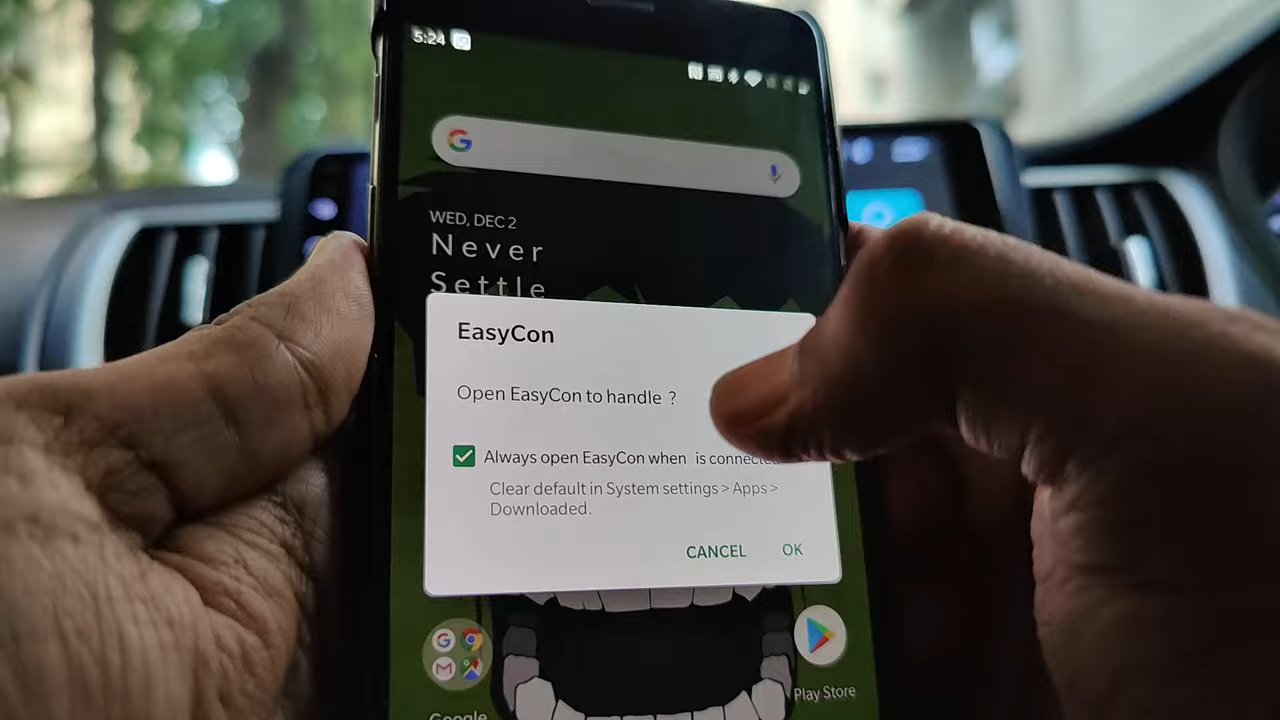 5:24
WED, DEC 2
Never
Settle
EasyCon
Open EasyCon to handle ?
Always open EasyCon when is connected
Clear default in System settings > Apps >
Downloaded.
CANCEL OK
Play Store
Google